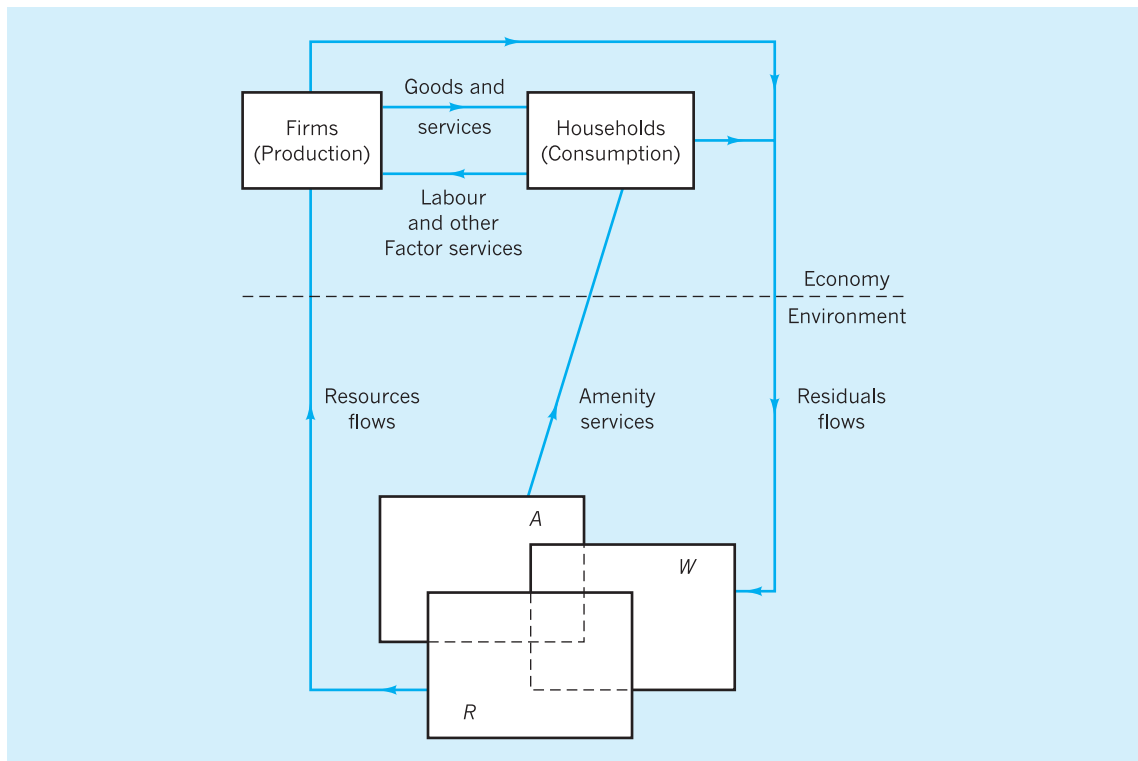 Goods and
services
Firms
(Production)
Households
(Consumption)
Labour
and other
Factor services
Economy
Environment
Resources
flows
Amenity
services
Residuals
flows
A
W
R